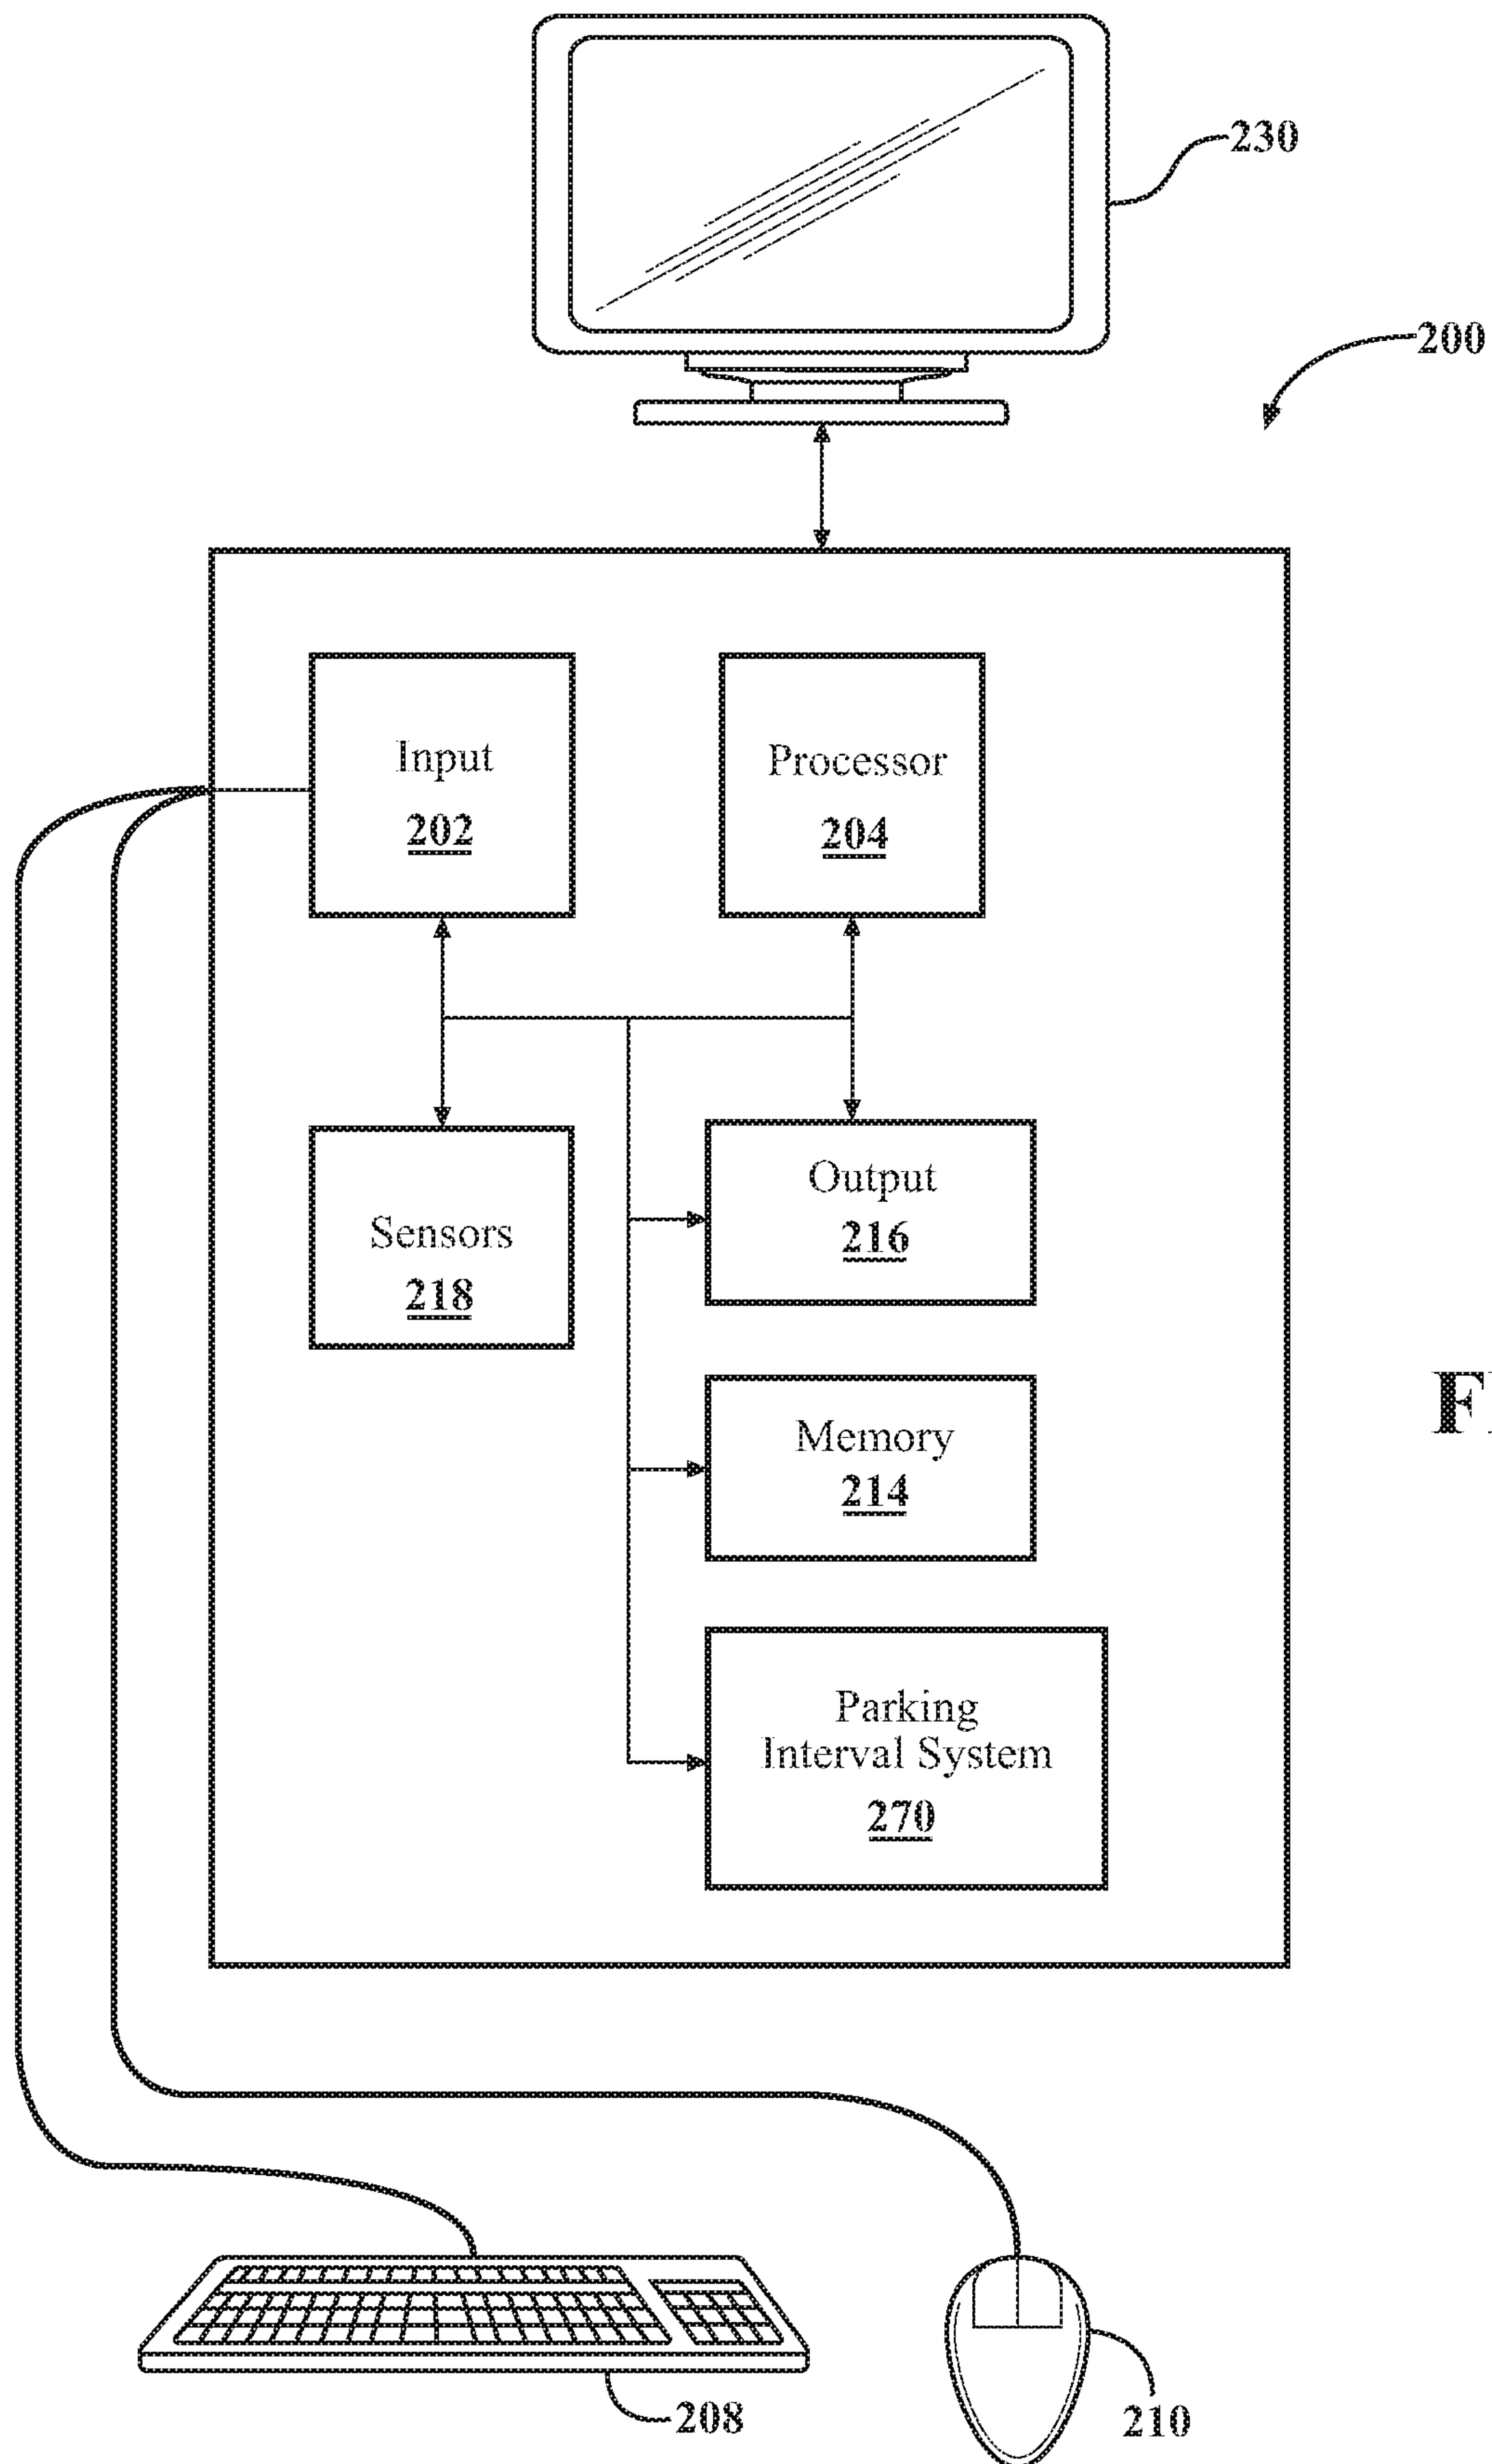 230
200
Input
202
Processor
204
Output
216
Sensors
218
Memory
214
Parking
Interval System
270
208
210